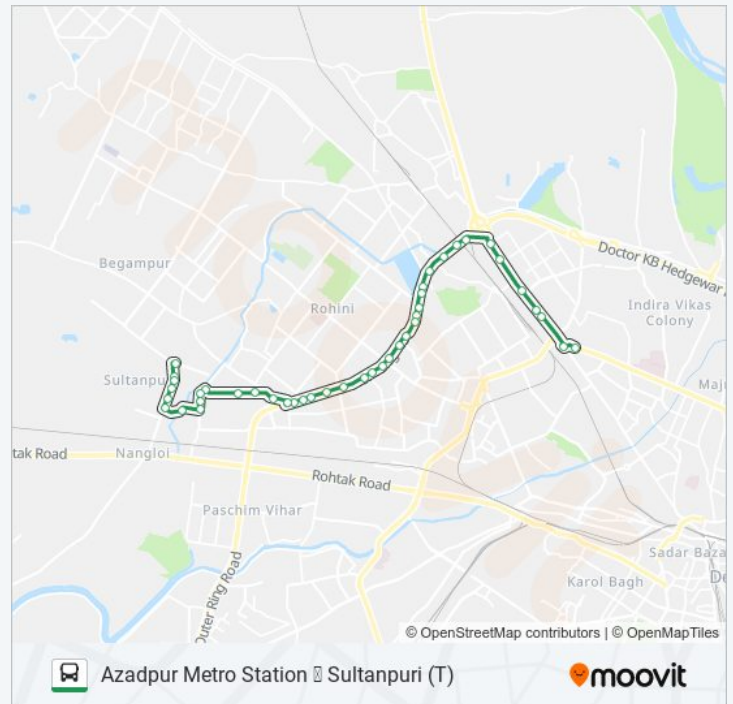 Begampur
Doctor KB Hedgewar
Rohini
Indira Vikas
Colony
Sultanpu
Maju
tak Road
Nangloi
Rohtak Road
Paschim Vihar
Outer Ring Road
Sadar Baza
Karol Bagh
De
© OpenStreetMap contributors | © OpenMapTiles
Azadpur Metro Station Sultanpuri (T)
moovit